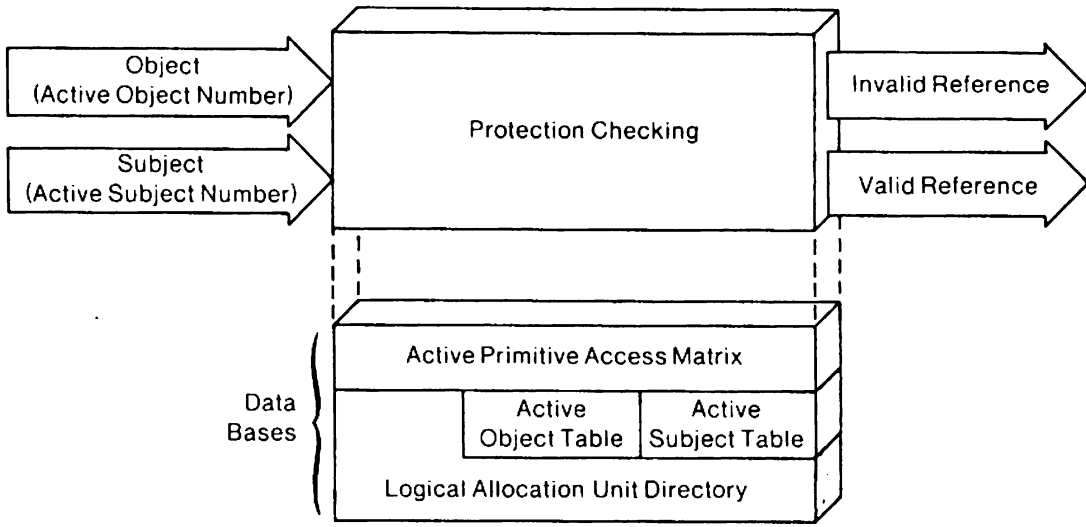 Object
(Active Object Number)
Subject
(Active Subject Number)
Protection Checking
Invalid Reference
Valid Reference
Data
Bases
Active Primitive Access Matrix
Active
Object Table
Active
Subject Table
Logical Allocation Unit Directory